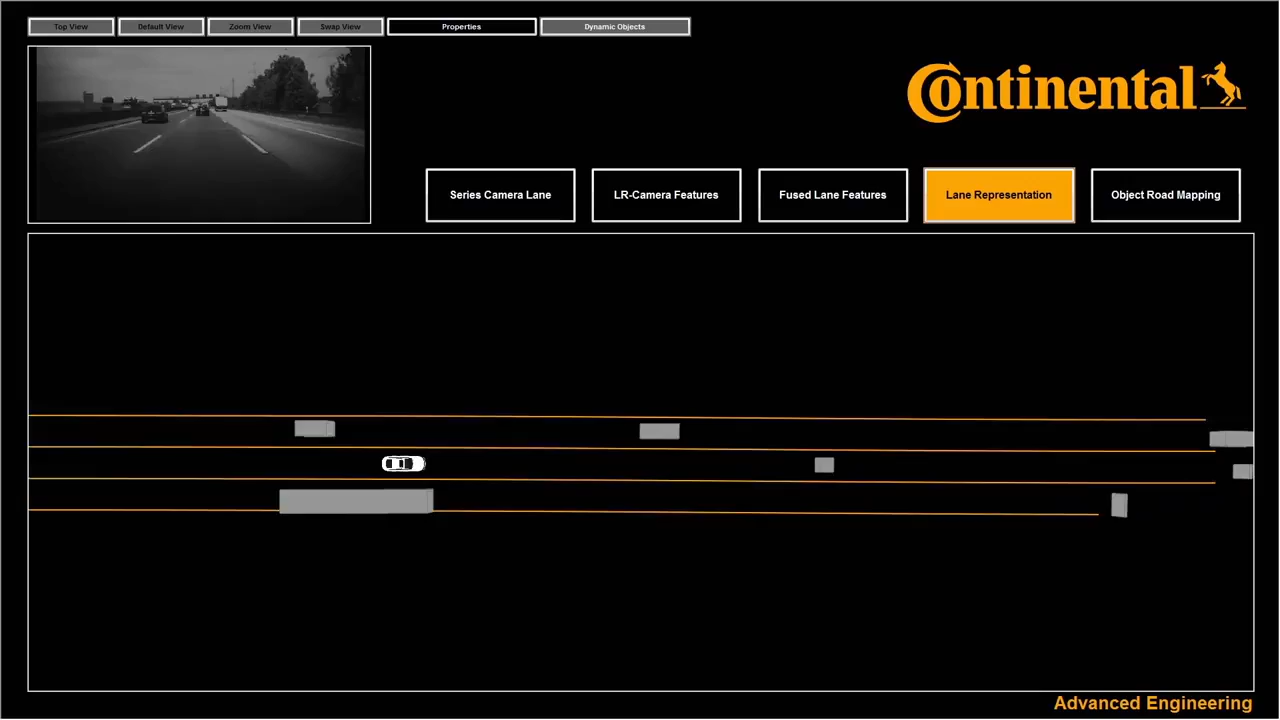 Top View
Default View
Zoom View
Swap View
Properties
Dynamic Objects
Continental
Series Camera Lane
LR-Camera Features
Fused Lane Features
Lane Representation
Object Road Mapping
Advanced Engineering